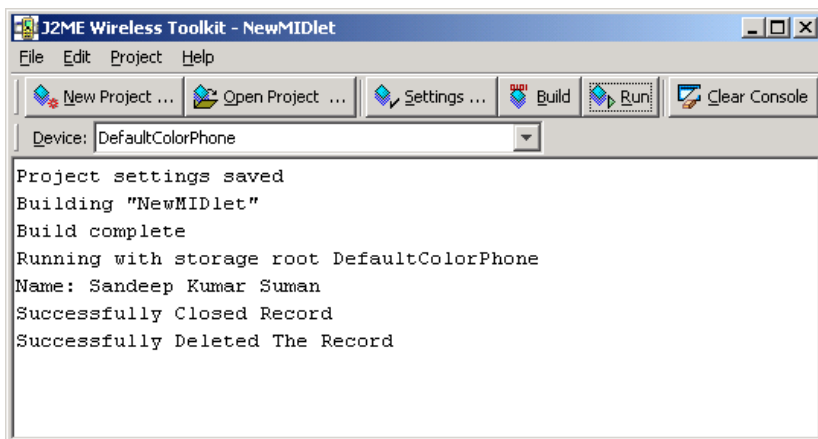 J2ME Wireless Toolkit - NewMIDlet
File Edit Project Help
New Project ... Open Project ... Settings ... Build Run Clear Console
Device: DefaultColorPhone
Project settings saved
Building "NewMIDlet"
Build complete
Running with storage root DefaultColorPhone
Name: Sandeep Kumar Suman
Successfully Closed Record
Successfully Deleted The Record